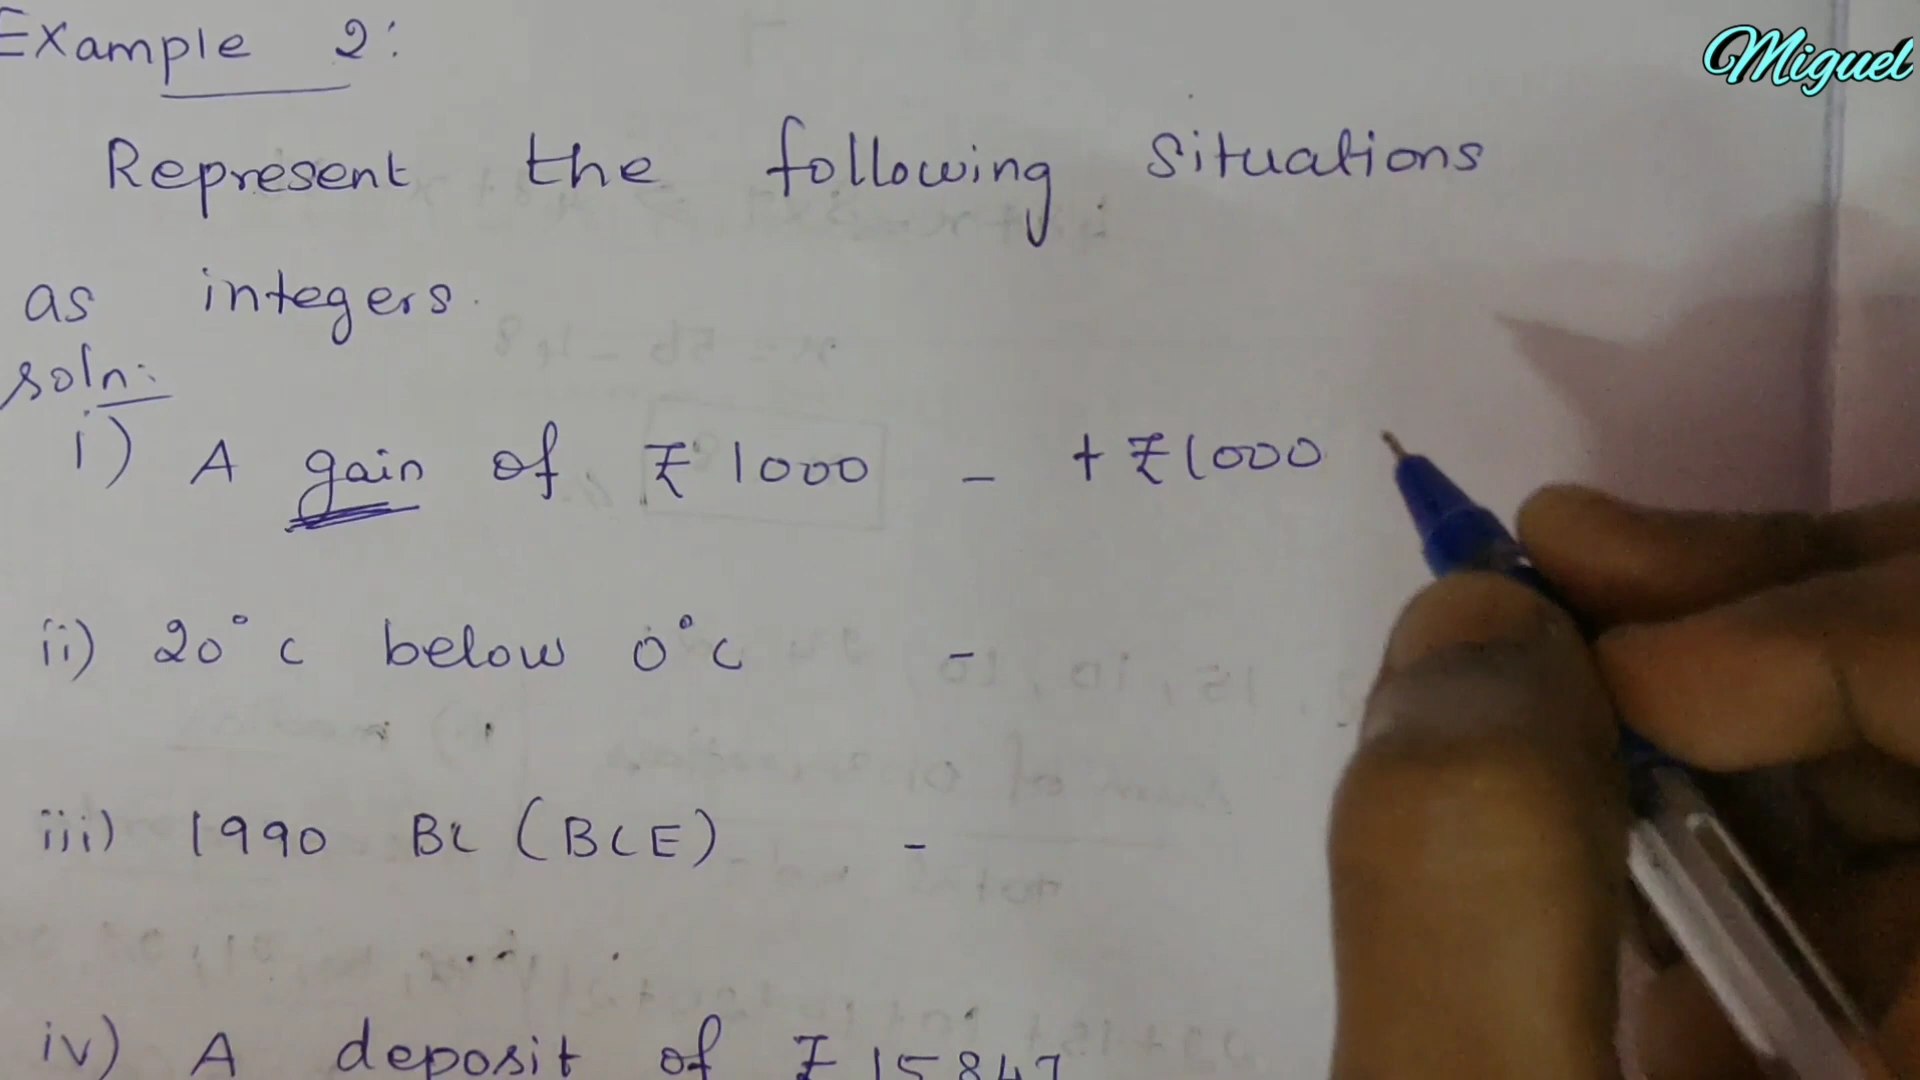 Example 2:
Miguel
Represent the following situations
as integers.
soln:
i) A gain of ₹ 1000 - + ₹1000
ii) 20°c below 0°c -
iii) 1990 BC (BCE) -
iv) A deposit of ₹ 15847